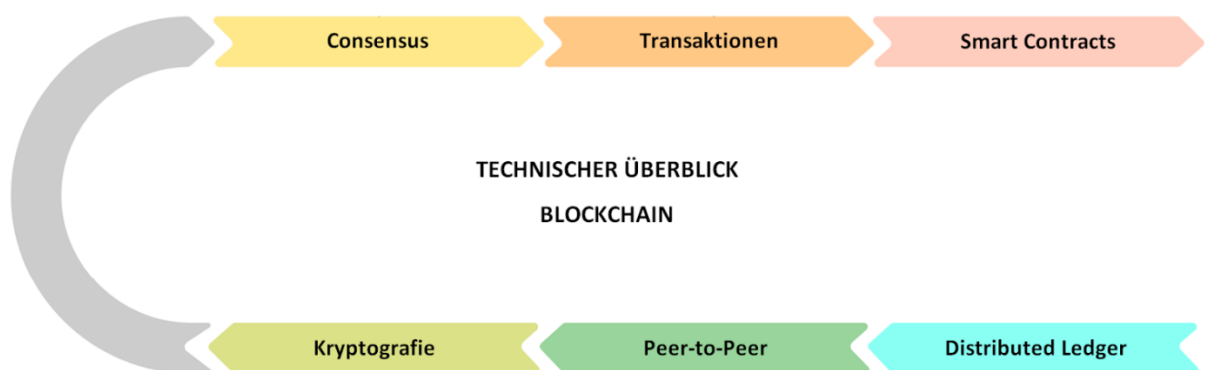 Consensus
Transaktionen
Smart Contracts
TECHNISCHER ÜBERBLICK
BLOCKCHAIN
Kryptografie
Peer-to-Peer
Distributed Ledger